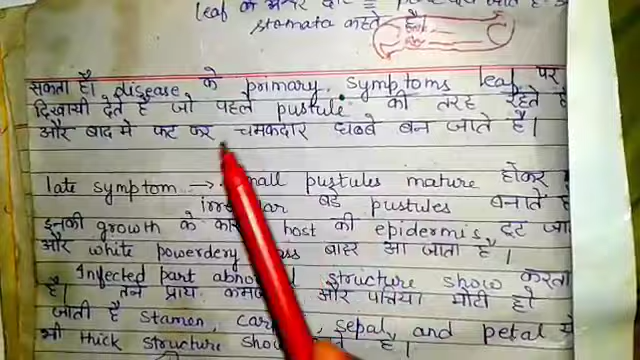 leaf के अन्दर
stomata कहते है।
सकता है। disease के primary symptoms leaf पर
दिखायी देते है जो पहले pustule की तरह रहते है
और बाद मे फट कर चमकदार धब्बे बन जाते है।
late symptom → small pustules mature होकर
बडे pustules बनाते है
इनकी growth के host की epidermis टूट जा
और white powerdery बाहर आ जाता है।
Infected part structure show करता
है। तने प्राय और पत्तिया मोटी हो
जाती है stamen, sepal, and petal मे
भी thick structure है।